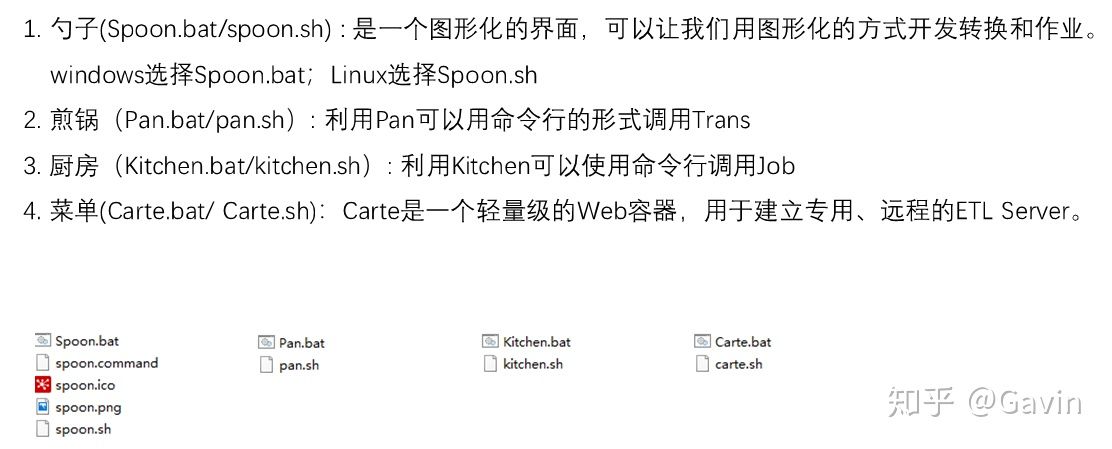 1. 勺子(Spoon.bat/spoon.sh) : 是一个图形化的界面，可以让我们用图形化的方式开发转换和作业。
windows选择Spoon.bat；Linux选择Spoon.sh
2. 煎锅（Pan.bat/pan.sh）: 利用Pan可以用命令行的形式调用Trans
3. 厨房（Kitchen.bat/kitchen.sh）: 利用Kitchen可以使用命令行调用Job
4. 菜单(Carte.bat/ Carte.sh)： Carte是一个轻量级的Web容器，用于建立专用、远程的ETL Server。
Spoon.bat
spoon.command
spoon.ico
spoon.png
spoon.sh
Pan.bat
pan.sh
Kitchen.bat
kitchen.sh
Carte.bat
carte.sh
知乎 @Gavin